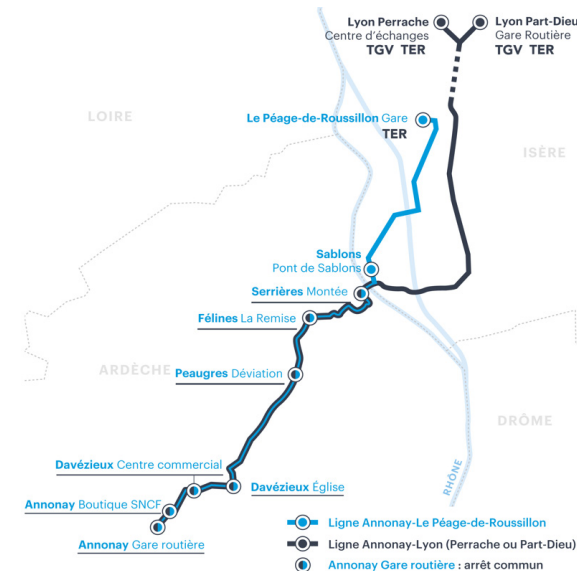 Lyon Perrache
Centre d'échanges
TGV TER
Lyon Part-Dieu
Gare Routière
TGV TER
LOIRE
Le Péage-de-Roussillon Gare
TER
ISÈRE
Sablons
Pont de Sablons
Serrières Montée
Félines La Remise
ARDÈCHE
Peaugres Déviation
DRÔME
Davézieux Centre commercial
RHÔNE
Davézieux Église
Annonay Boutique SNCF
Annonay Gare routière
Ligne Annonay-Le Péage-de-Roussillon
Ligne Annonay-Lyon (Perrache ou Part-Dieu)
Annonay Gare routière : arrêt commun